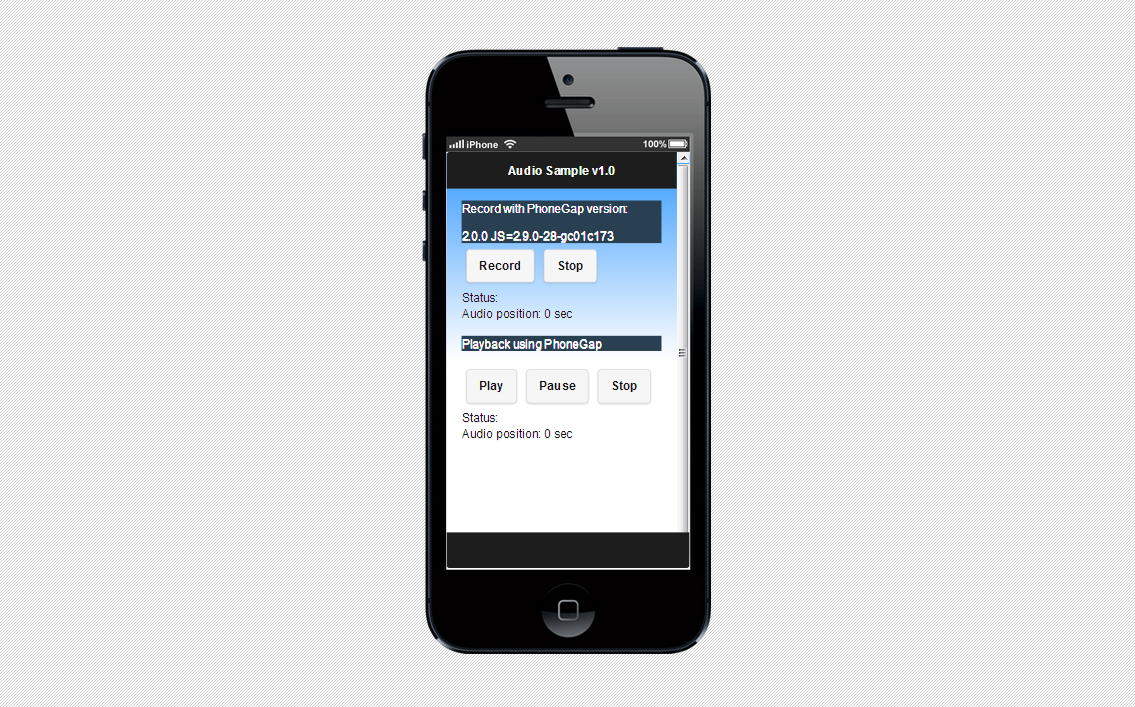 iPhone 100%
Audio Sample v1.0
Record with PhoneGap version:
2.0.0 JS=2.9.0-28-gc01c173
Record Stop
Status:
Audio position: 0 sec
Playback using PhoneGap
Play Pause Stop
Status:
Audio position: 0 sec